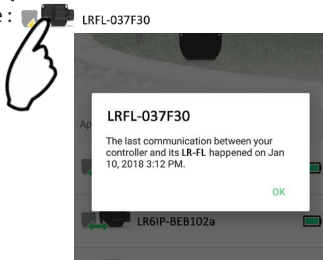 : LRFL-037F30
Ap
LRFL-037F30
The last communication between your
controller and its LR-FL happened on Jan
10, 2018 3:12 PM.
OK
LR6IP-BEB102a